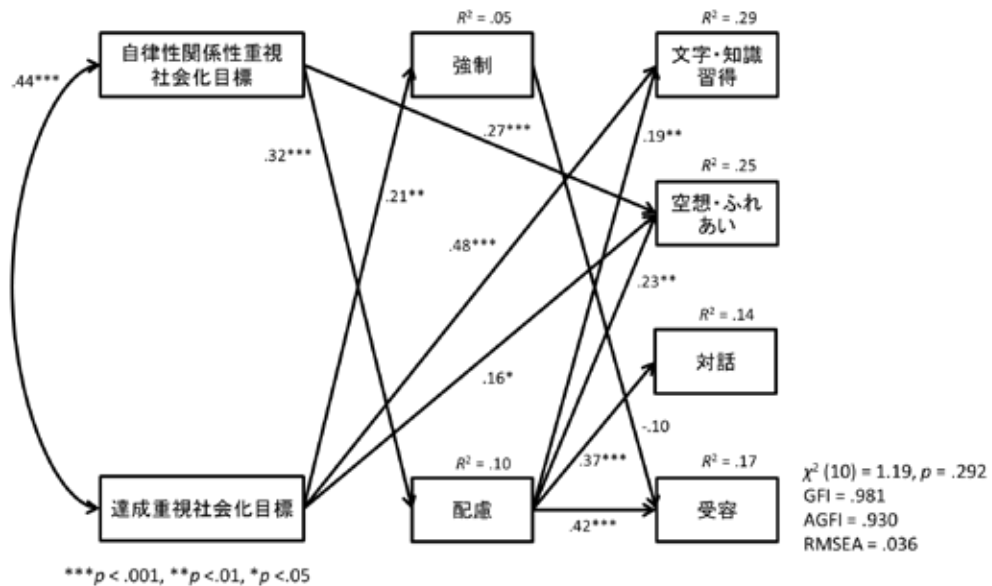 R² = .05
R² = .29
自律性関係性重視
社会化目標
強制
文字・知識
習得
.44***
.27***
.19**
.32***
R² = .25
.21**
空想・ふれ
あい
.48***
.23**
R² = .14
対話
.16*
-.10
R² = .10
.37***
R² = .17
達成重視社会化目標
配慮
.42***
受容
χ² (10) = 1.19, p = .292
GFI = .981
AGFI = .930
RMSEA = .036
***p < .001, **p <.01, *p <.05